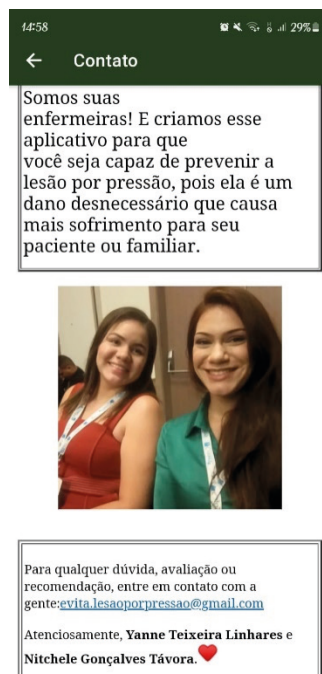 14:58
29%
Contato
Somos suas
enfermeiras! E criamos esse
aplicativo para que
você seja capaz de prevenir a
lesão por pressão, pois ela é um
dano desnecessário que causa
mais sofrimento para seu
paciente ou familiar.
Para qualquer dúvida, avaliação ou
recomendação, entre em contato com a
gente:evita.lesaoporpressao@gmail.com
Atenciosamente, Yanne Teixeira Linhares e
Nitchele Gonçalves Távora.